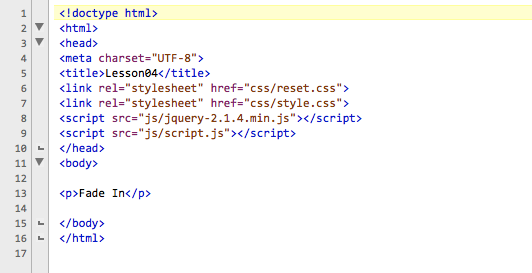 1 <!doctype html>
2 <html>
3 <head>
4 <meta charset="UTF-8">
5 <title>Lesson04</title>
6 <link rel="stylesheet" href="css/reset.css">
7 <link rel="stylesheet" href="css/style.css">
8 <script src="js/jquery-2.1.4.min.js"></script>
9 <script src="js/script.js"></script>
10 </head>
11 <body>
12
13 <p>Fade In</p>
14
15 </body>
16 </html>
17